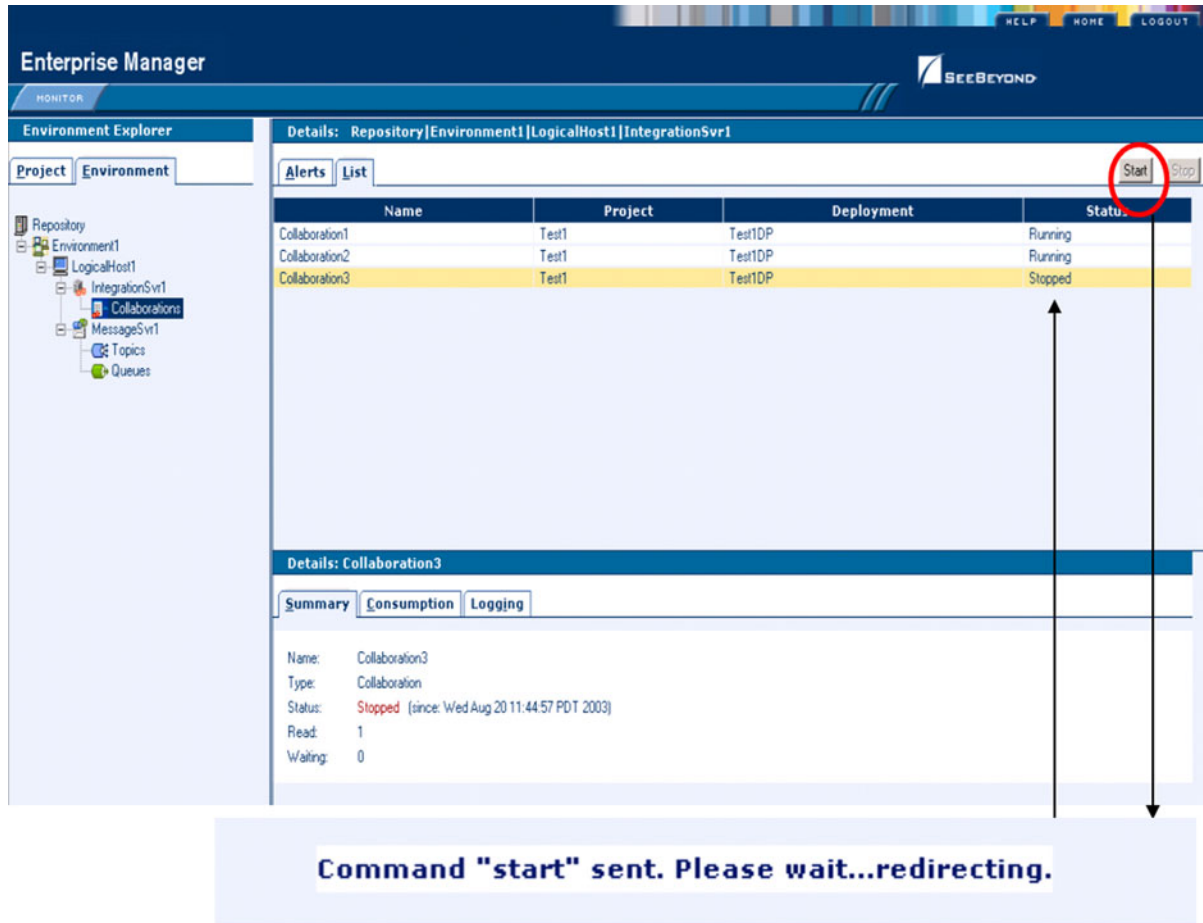 HELP HOME LOGOUT
Enterprise Manager
SEEBEYOND
MONITOR
Environment Explorer
Details: Repository|Environment1|LogicalHost1|IntegrationSvr1
Project Environment
Alerts List
Start Stop
Name Project Deployment Status
Repository
Environment1
LogicalHost1
IntegrationSvr1
Collaborations
MessageSvr1
Topics
Queues
Collaboration1 Test1 Test1DP Running
Collaboration2 Test1 Test1DP Running
Collaboration3 Test1 Test1DP Stopped
Details: Collaboration3
Summary Consumption Logging
Name: Collaboration3
Type: Collaboration
Status: Stopped (since: Wed Aug 20 11:44:57 PDT 2003)
Read: 1
Waiting: 0
Command "start" sent. Please wait...redirecting.